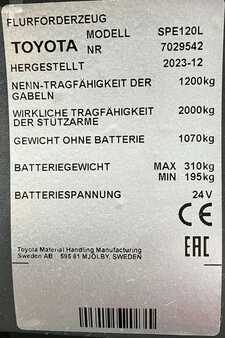 FLURFÖRDERZEUG
TOYOTA MODELL SPE120L
NR 7029542
HERGESTELLT 2023-12
NENN-TRAGFÄHIGKEIT DER GABELN 1200kg
WIRKLICHE TRAGFÄHIGKEIT DER STÜTZARME 2000kg
GEWICHT OHNE BATTERIE 1070kg
BATTERIEGEWICHT MAX 310kg
MIN 195kg
BATTERIESPANNUNG 24V
CE
EAC
Toyota Material Handling Manufacturing
Sweden AB 595 81 MJÖLBY, SWEDEN